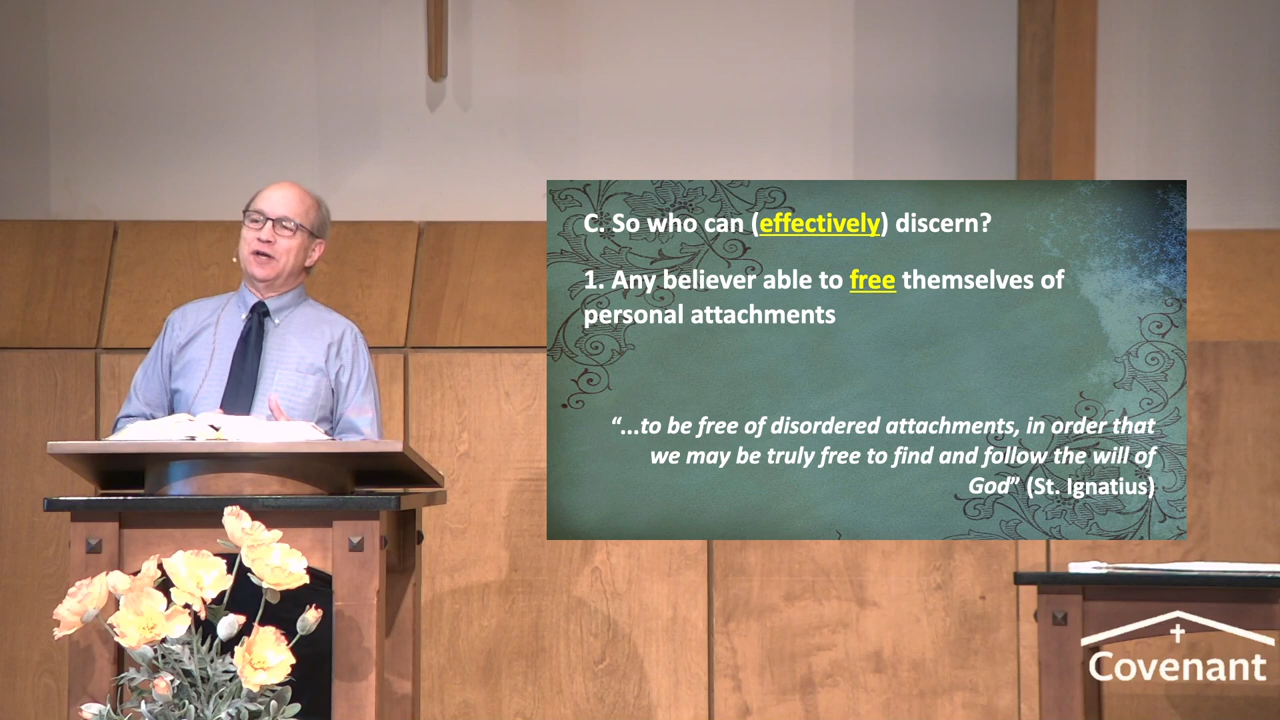 C. So who can (effectively) discern?
1. Any believer able to free themselves of
personal attachments
“...to be free of disordered attachments, in order that
we may be truly free to find and follow the will of
God” (St. Ignatius)
Covenant